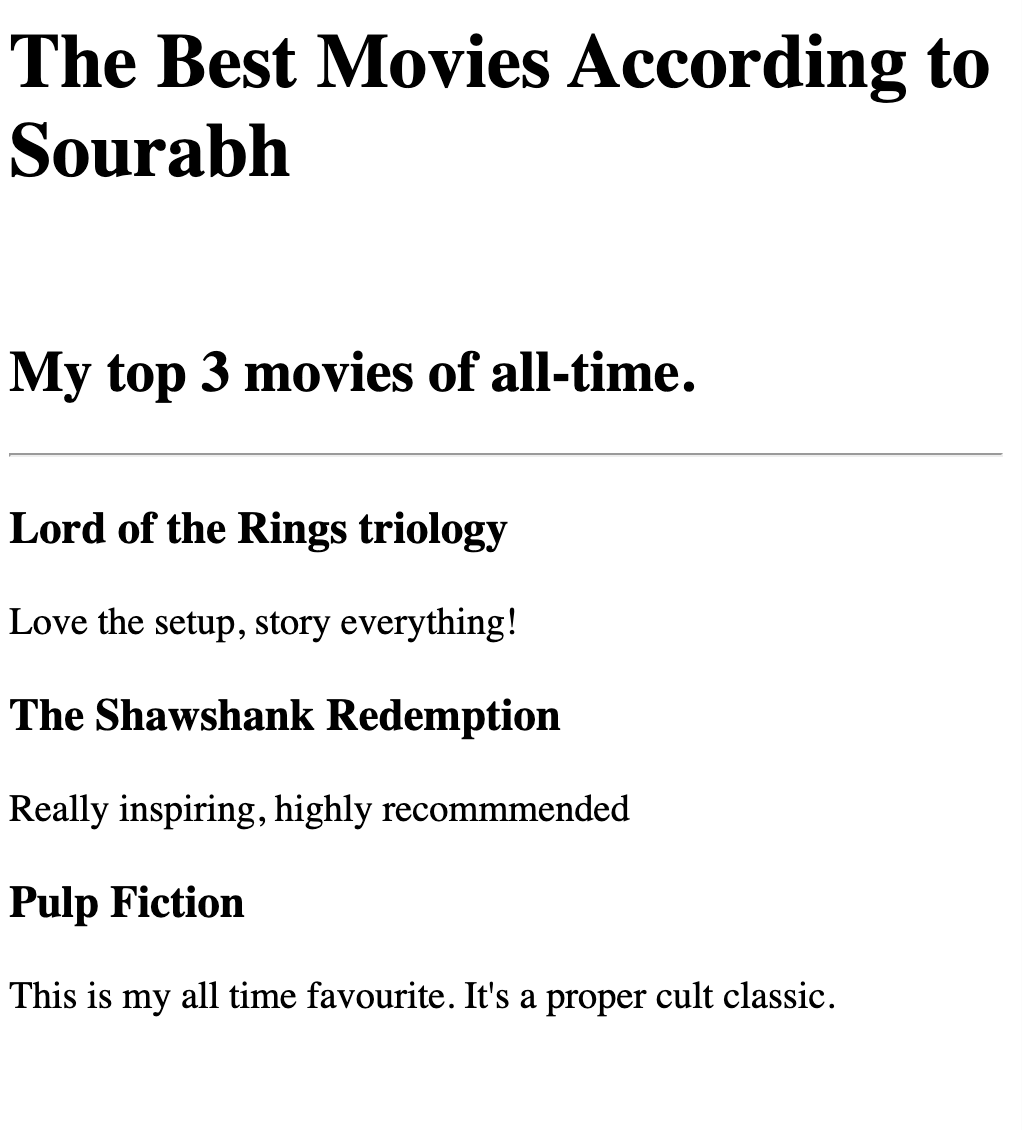 The Best Movies According to
Sourabh
My top 3 movies of all-time.
Lord of the Rings triology
Love the setup, story everything!
The Shawshank Redemption
Really inspiring, highly recommmended
Pulp Fiction
This is my all time favourite. It's a proper cult classic.